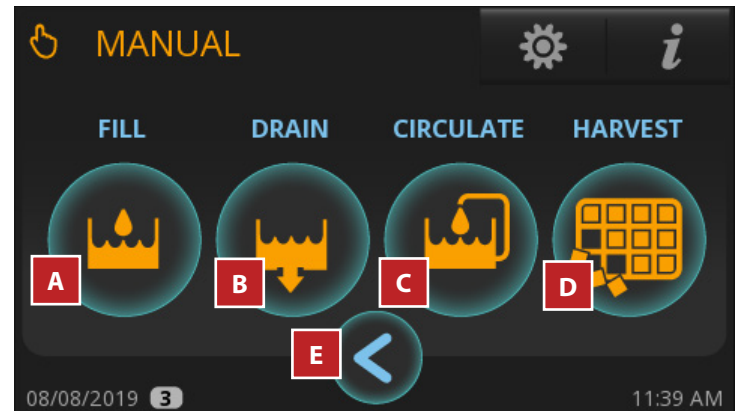 MANUAL i
FILL DRAIN CIRCULATE HARVEST
A B C D
E
08/08/2019 3 11:39 AM